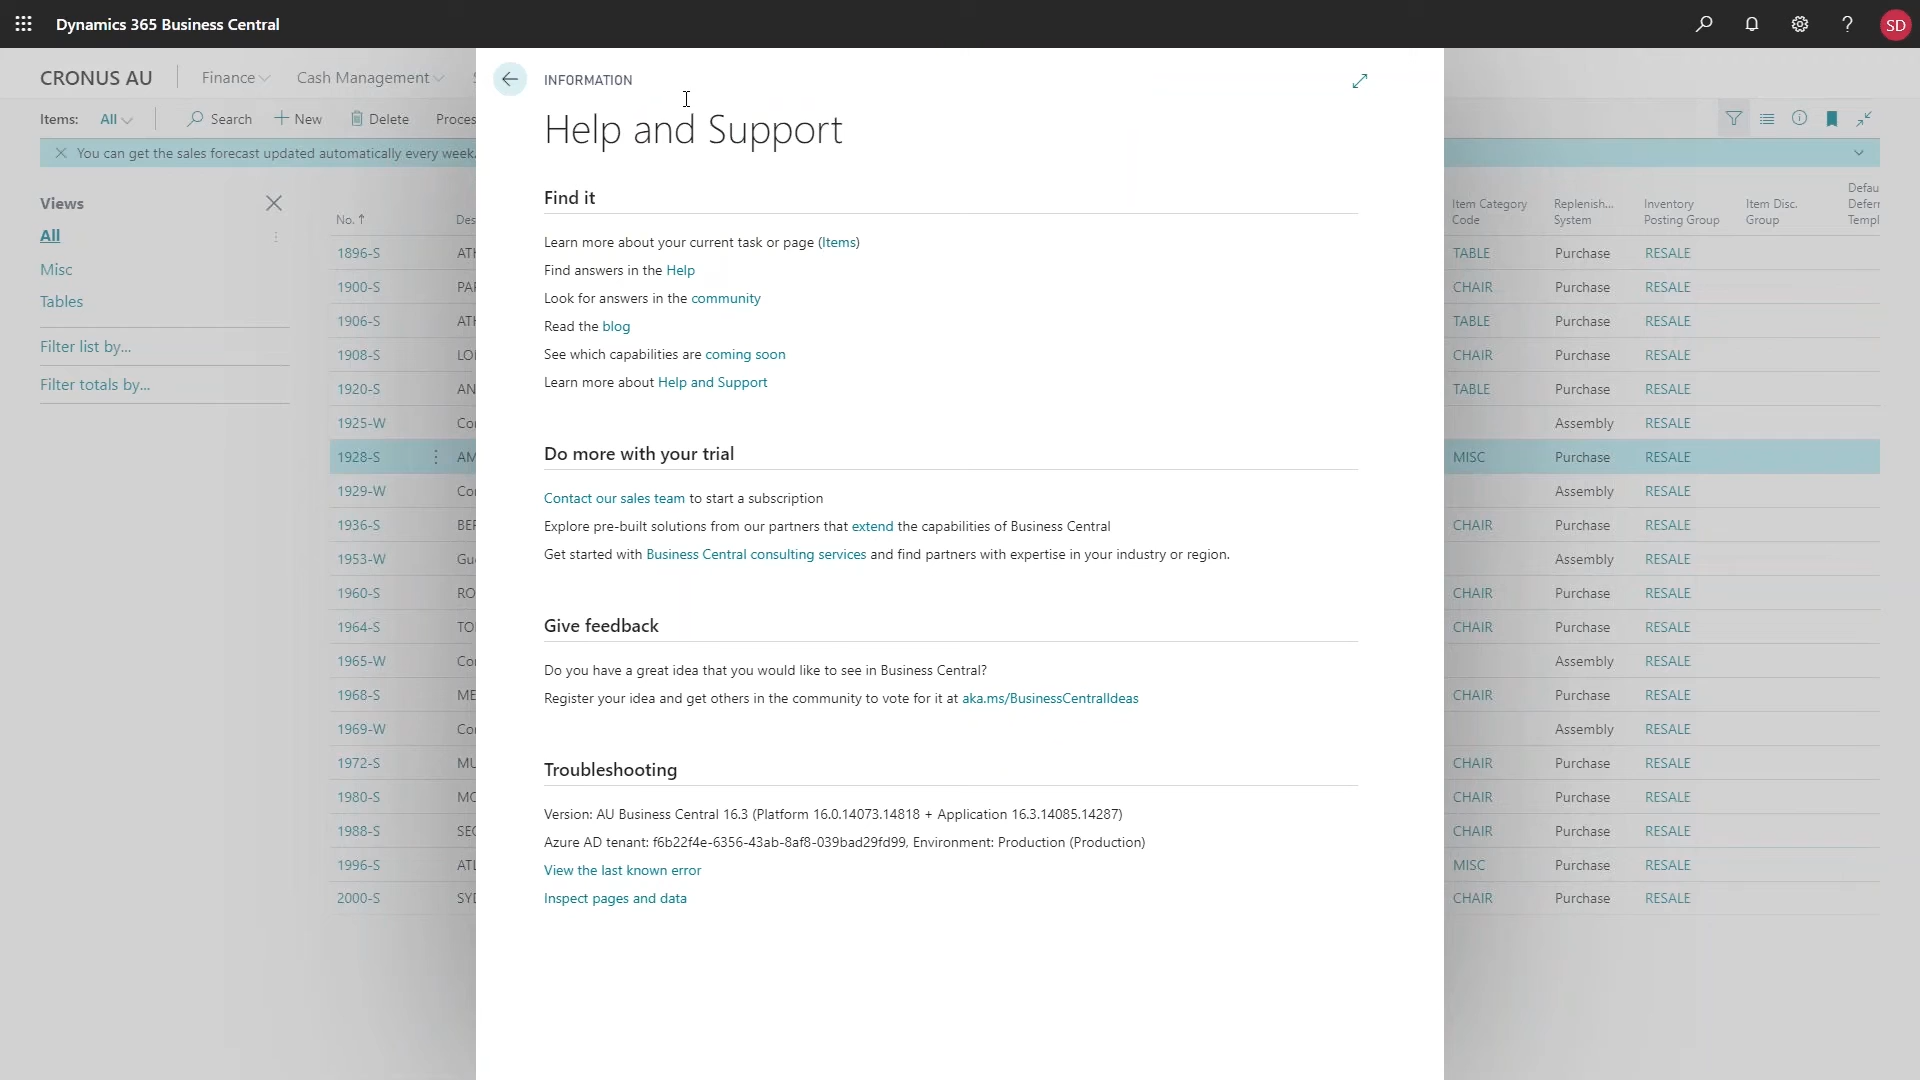 Dynamics 365 Business Central
SD
CRONUS AU
Finance
Cash Management
INFORMATION
Items: All
Search
New
Delete
You can get the sales forecast updated automatically every week.
Help and Support
Views
All
Misc
Tables
Filter list by...
Filter totals by...
No. ↑
1896-S
1900-S
1906-S
1908-S
1920-S
1925-W
1928-S
1929-W
1936-S
1953-W
1960-S
1964-S
1965-W
1968-S
1969-W
1972-S
1980-S
1988-S
1996-S
2000-S
Find it
Learn more about your current task or page (Items)
Find answers in the Help
Look for answers in the community
Read the blog
See which capabilities are coming soon
Learn more about Help and Support
Do more with your trial
Contact our sales team to start a subscription
Explore pre-built solutions from our partners that extend the capabilities of Business Central
Get started with Business Central consulting services and find partners with expertise in your industry or region.
Give feedback
Do you have a great idea that you would like to see in Business Central?
Register your idea and get others in the community to vote for it at aka.ms/BusinessCentralIdeas
Troubleshooting
Version: AU Business Central 16.3 (Platform 16.0.14073.14818 + Application 16.3.14085.14287)
Azure AD tenant: f6b22f4e-6356-43ab-8af8-039bad29fd99, Environment: Production (Production)
View the last known error
Inspect pages and data
Item Category Replenish... Inventory Item Disc.
Code System Posting Group Group
TABLE Purchase RESALE
CHAIR Purchase RESALE
TABLE Purchase RESALE
CHAIR Purchase RESALE
TABLE Purchase RESALE
Assembly RESALE
MISC Purchase RESALE
Assembly RESALE
CHAIR Purchase RESALE
Assembly RESALE
CHAIR Purchase RESALE
CHAIR Purchase RESALE
Assembly RESALE
CHAIR Purchase RESALE
Assembly RESALE
CHAIR Purchase RESALE
CHAIR Purchase RESALE
CHAIR Purchase RESALE
MISC Purchase RESALE
CHAIR Purchase RESALE